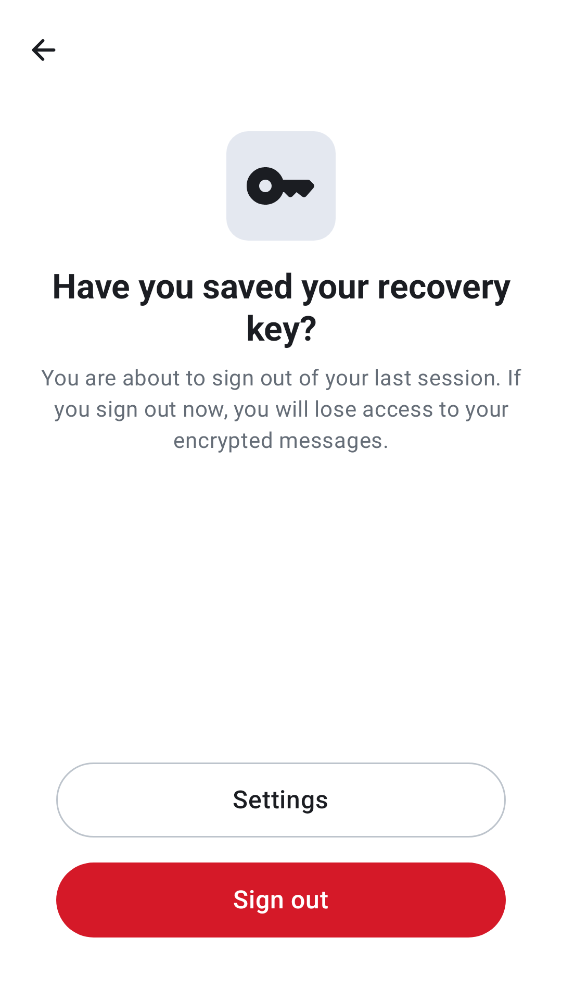 Have you saved your recovery
key?
You are about to sign out of your last session. If
you sign out now, you will lose access to your
encrypted messages.
Settings
Sign out